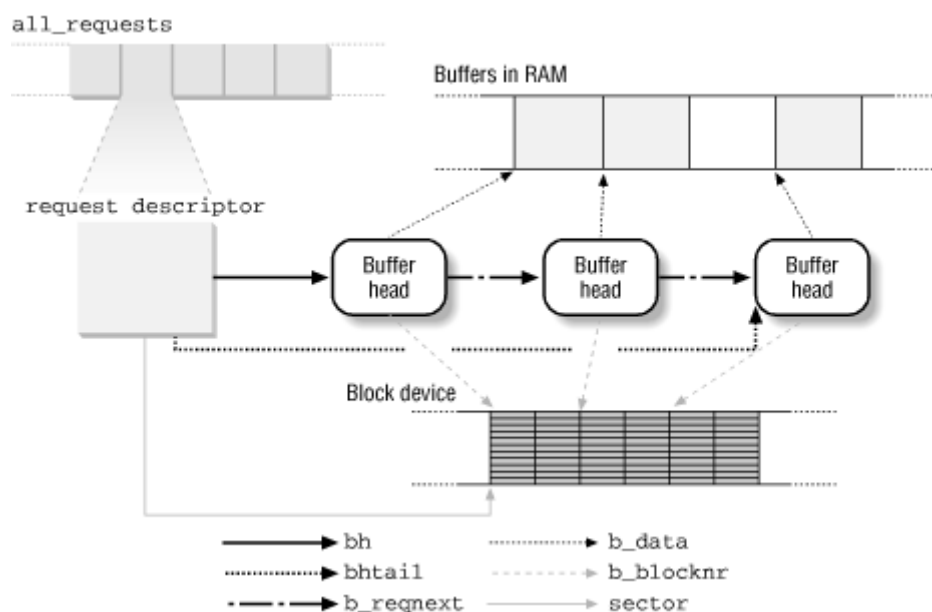 all_requests
Buffers in RAM
request descriptor
Buffer
head
Buffer
head
Buffer
head
Block device
bh
b_data
bhtail
b_blocknr
b_reqnext
sector